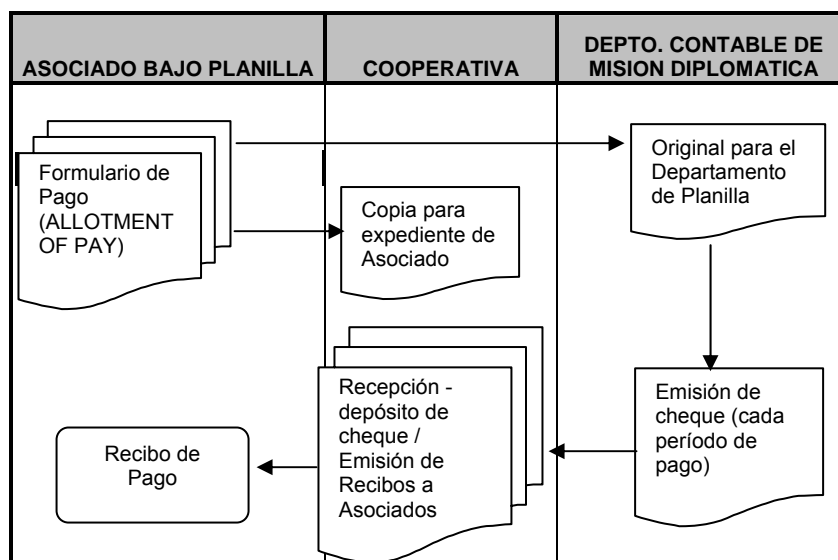 ASOCIADO BAJO PLANILLA
COOPERATIVA
DEPTO. CONTABLE DE
MISION DIPLOMATICA
Formulario de
Pago
(ALLOTMENT
OF PAY)
Copia para
expediente de
Asociado
Original para el
Departamento
de Planilla
Recibo de
Pago
Recepción -
depósito de
cheque /
Emisión de
Recibos a
Asociados
Emisión de
cheque (cada
período de
pago)